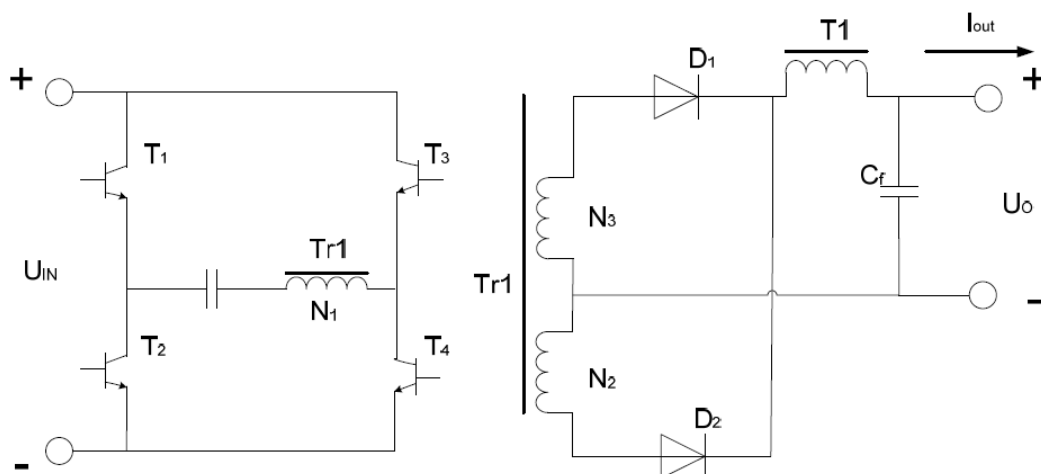 T1
Iout
+
D1
+
T1
T3
Cf
Tr1
N3
UIN
Uo
N1
Tr1
-
T2
T4
N2
D2
-